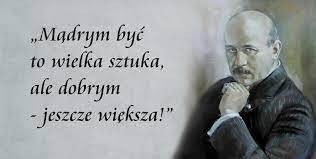 „Mądrym być
to wielka sztuka,
ale dobrym
- jeszcze większa!”